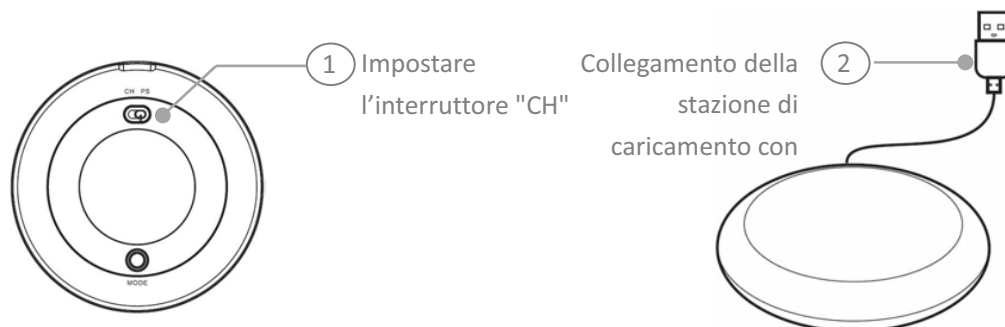 1 Impostare
l’interruttore "CH"
CH PS
MODE
Collegamento della 2
stazione di
caricamento con